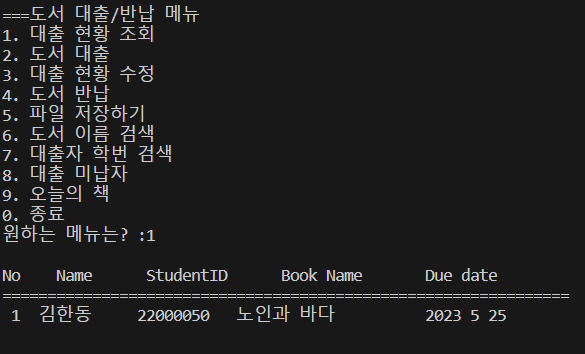 ===도서 대출/반납 메뉴
1. 대출 현황 조회
2. 도서 대출
3. 대출 현황 수정
4. 도서 반납
5. 파일 저장하기
6. 도서 이름 검색
7. 대출자 학번 검색
8. 대출 미납자
9. 오늘의 책
0. 종료
원하는 메뉴는? :1
No Name StudentID Book Name Due date
===============================================================
1 김한동 22000050 노인과 바다 2023 5 25